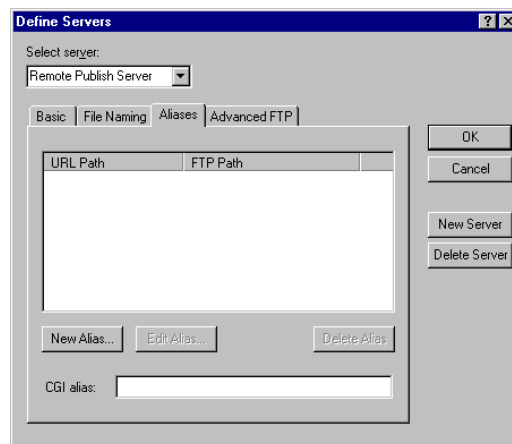 Define Servers
Select server:
Remote Publish Server
Basic File Naming Aliases Advanced FTP
OK
Cancel
URL Path FTP Path
New Server
Delete Server
New Alias... Edit Alias... Delete Alias
CGI alias: